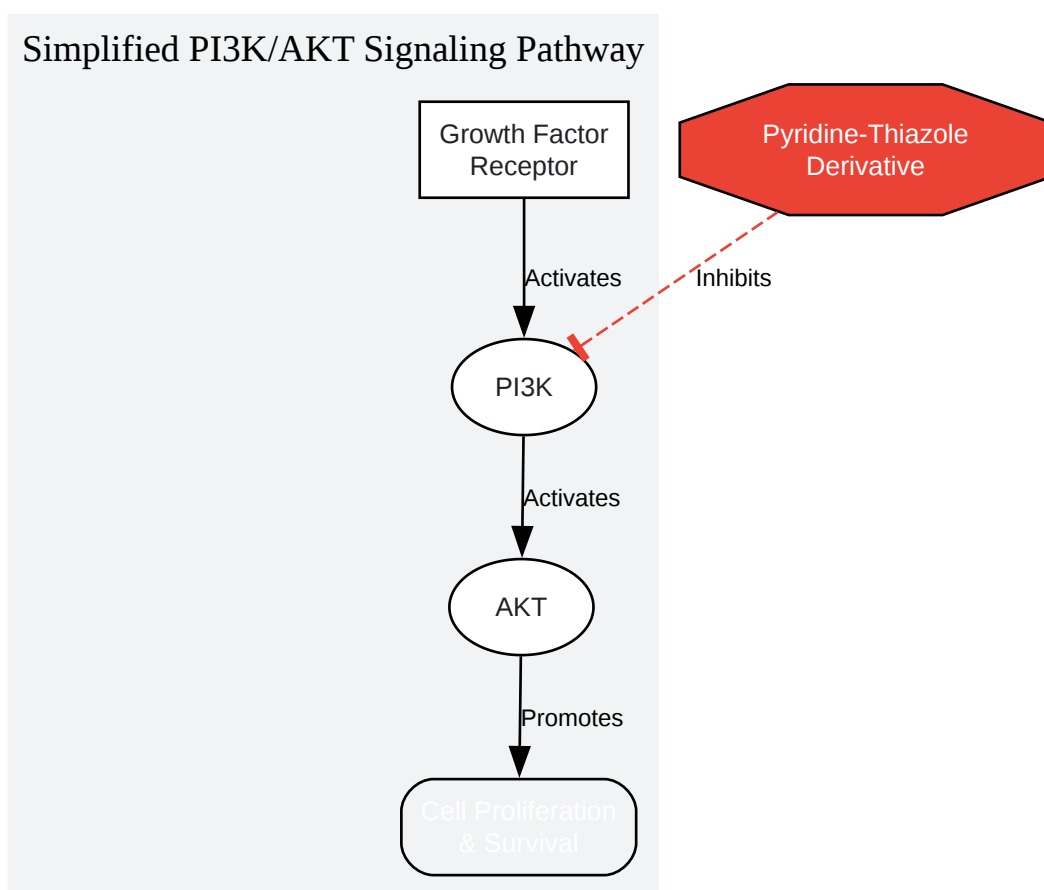 Simplified PI3K/AKT Signaling Pathway
Growth Factor
Receptor
Pyridine-Thiazole
Derivative
Activates
Inhibits
PI3K
Activates
AKT
Promotes
Cell Proliferation
& Survival